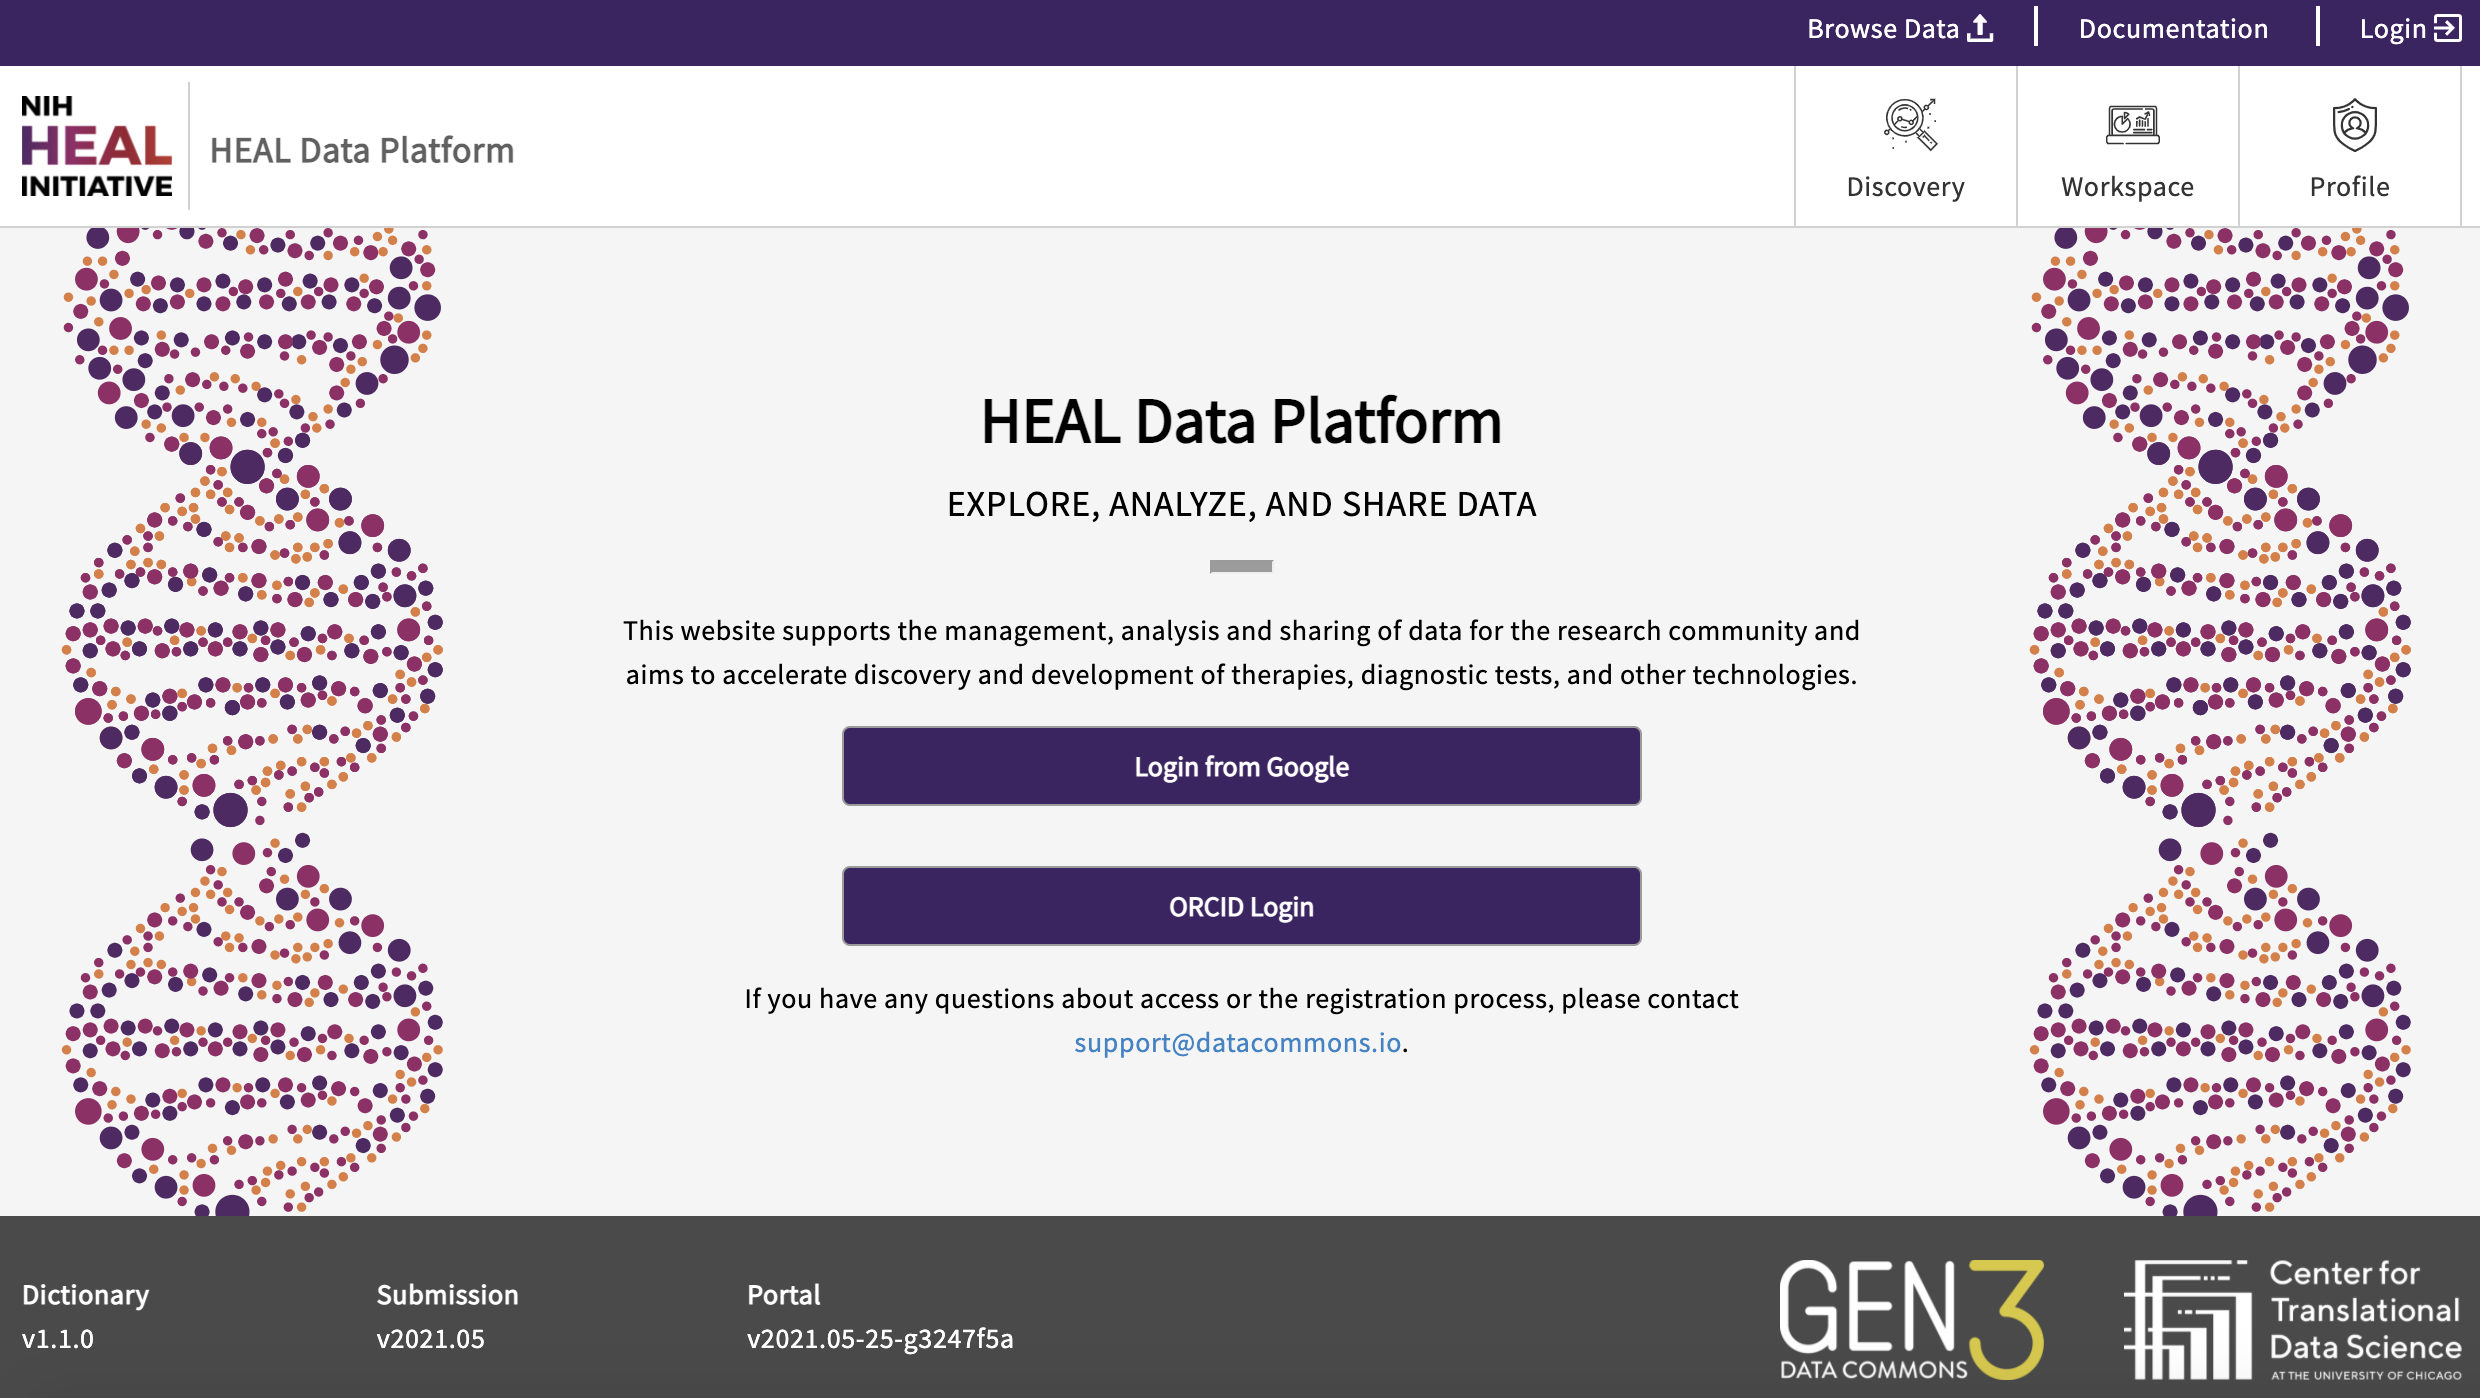 Browse Data
Documentation
Login
NIH
HEAL
INITIATIVE
HEAL Data Platform
Discovery
Workspace
Profile
HEAL Data Platform
EXPLORE, ANALYZE, AND SHARE DATA
This website supports the management, analysis and sharing of data for the research community and
aims to accelerate discovery and development of therapies, diagnostic tests, and other technologies.
Login from Google
ORCID Login
If you have any questions about access or the registration process, please contact
support@datacommons.io.
Dictionary
v1.1.0
Submission
v2021.05
Portal
v2021.05-25-g3247f5a
GEN3
DATA COMMONS
Center for
Translational
Data Science
AT THE UNIVERSITY OF CHICAGO